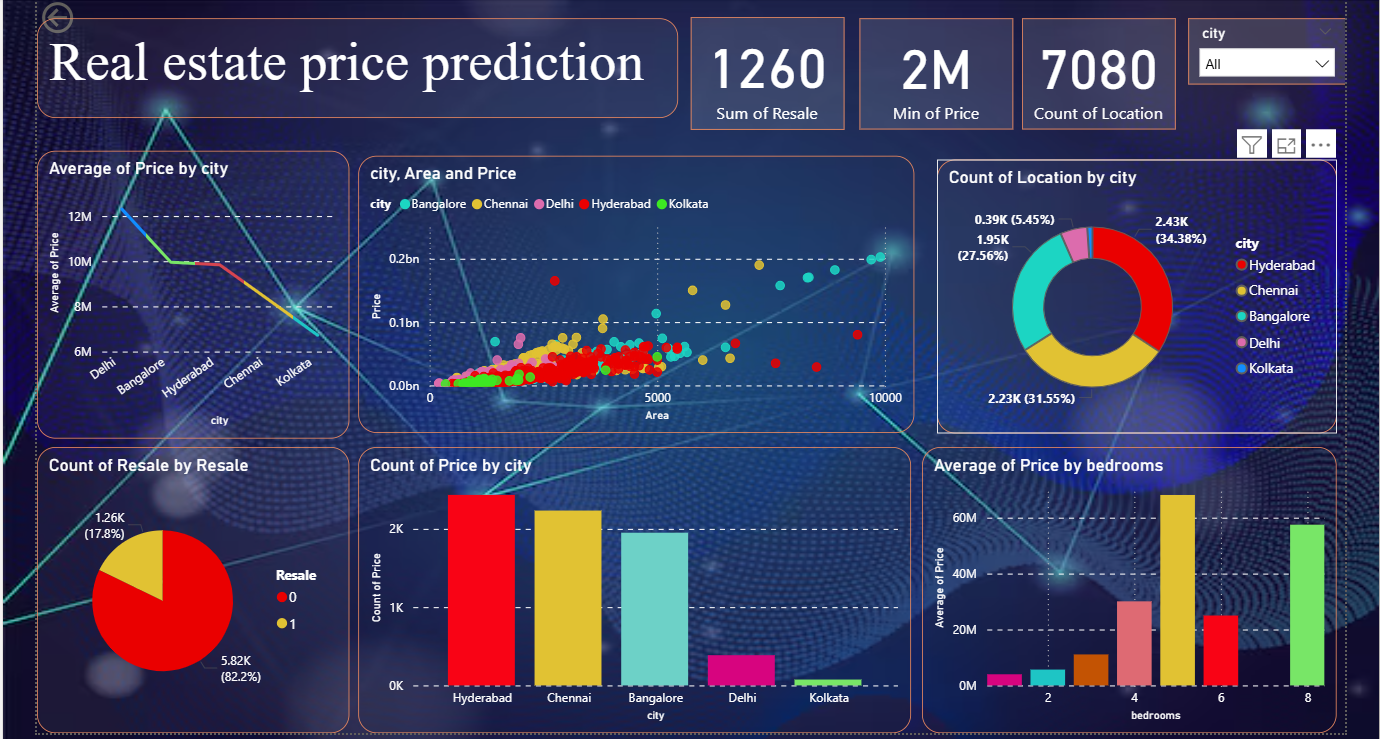 Real estate price prediction
1260
Sum of Resale
2M
Min of Price
7080
Count of Location
city
All
Average of Price by city
Average of Price
12M
10M
8M
6M
Delhi
Bangalore
Hyderabad
Chennai
Kolkata
city
city, Area and Price
city Bangalore Chennai Delhi Hyderabad Kolkata
Price
0.2bn
0.1bn
0.0bn
0 5000 10000
Area
Count of Location by city
0.39K (5.45%)
1.95K
(27.56%)
2.43K
(34.38%)
2.23K (31.55%)
city
Hyderabad
Chennai
Bangalore
Delhi
Kolkata
Count of Resale by Resale
1.26K
(17.8%)
5.82K
(82.2%)
Resale
0
1
Count of Price by city
Count of Price
2K
1K
0K
Hyderabad Chennai Bangalore Delhi Kolkata
city
Average of Price by bedrooms
Average of Price
60M
40M
20M
0M
2 4 6 8
bedrooms